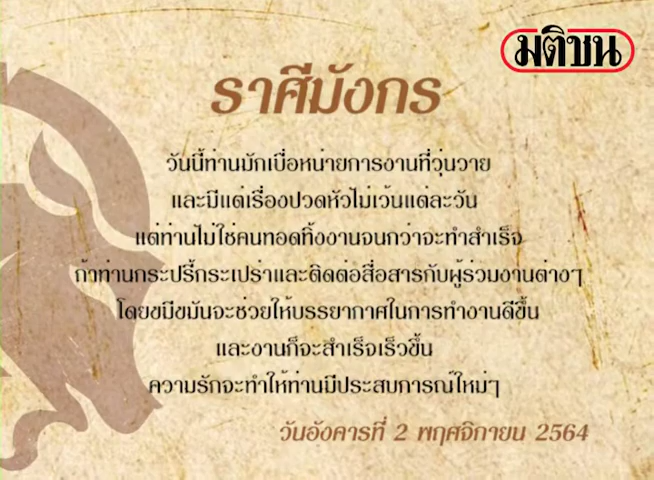 มติชน
ราศีมังกร
วันนี้ท่านมักเบื่อหน่ายการงานที่วุ่นวาย
และมีแต่เรื่องปวดหัวไม่เว้นแต่ละวัน
แต่ท่านไม่ใช่คนทอดทิ้งงานจนกว่าจะทำสำเร็จ
ถ้าท่านกระปรี้กระเปร่าและติดต่อสื่อสารกับผู้ร่วมงานต่างๆ
โดยขมีขมันจะช่วยให้บรรยากาศในการทำงานดีขึ้น
และงานก็จะสำเร็จเร็วขึ้น
ความรักจะทำให้ท่านมีประสบการณ์ใหม่ๆ
วันอังคารที่ 2 พฤศจิกายน 2564